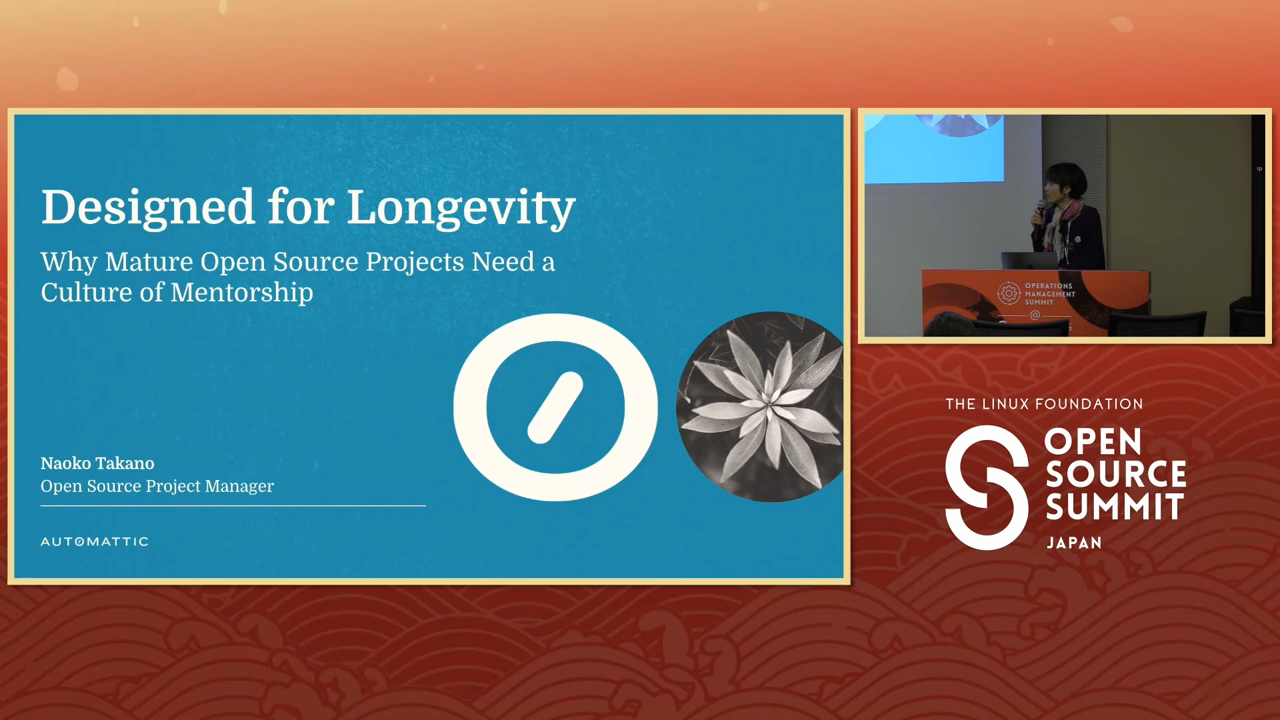 Designed for Longevity
Why Mature Open Source Projects Need a
Culture of Mentorship
Naoko Takano
Open Source Project Manager
AUTOMATTIC
OPERATIONS
MANAGEMENT
SUMMIT
@
THE LINUX FOUNDATION
OPEN
SOURCE
SUMMIT
JAPAN